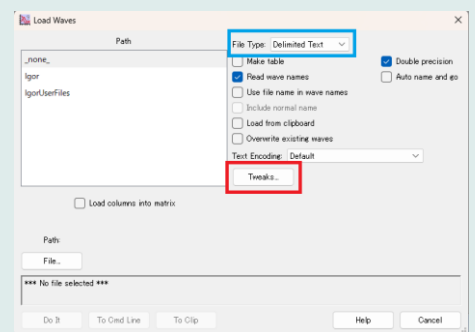 Load Waves
Path
_none_
Igor
IgorUserFiles
File Type: Delimited Text
Make table
Double precision
Read wave names
Auto name and go
Use file name in wave names
Include normal name
Load from clipboard
Overwrite existing waves
Text Encoding: Default
Tweaks...
Load columns into matrix
Path:
File...
*** No file selected ***
Do It
To Cmd Line
To Clip
Help
Cancel